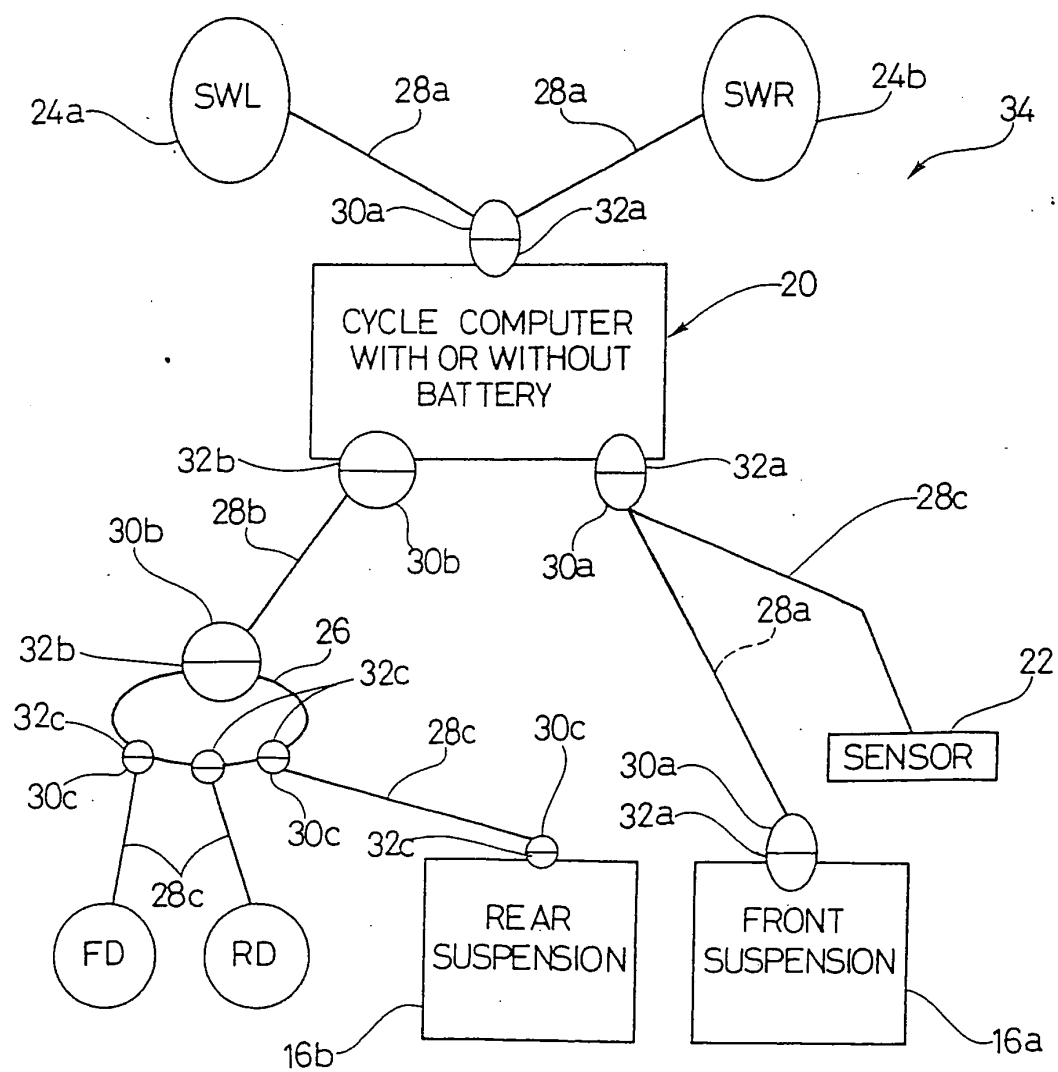 SWL
SWR
24a
28a
28a
24b
34
30a
32a
20
CYCLE COMPUTER
WITH OR WITHOUT
BATTERY
32b
32a
28b
28c
30b
30b
30a
28a
32b
26
32c
22
32c
28c
30c
SENSOR
30a
30c
30c
32c
32a
28c
FD
RD
REAR
SUSPENSION
FRONT
SUSPENSION
16b
16a